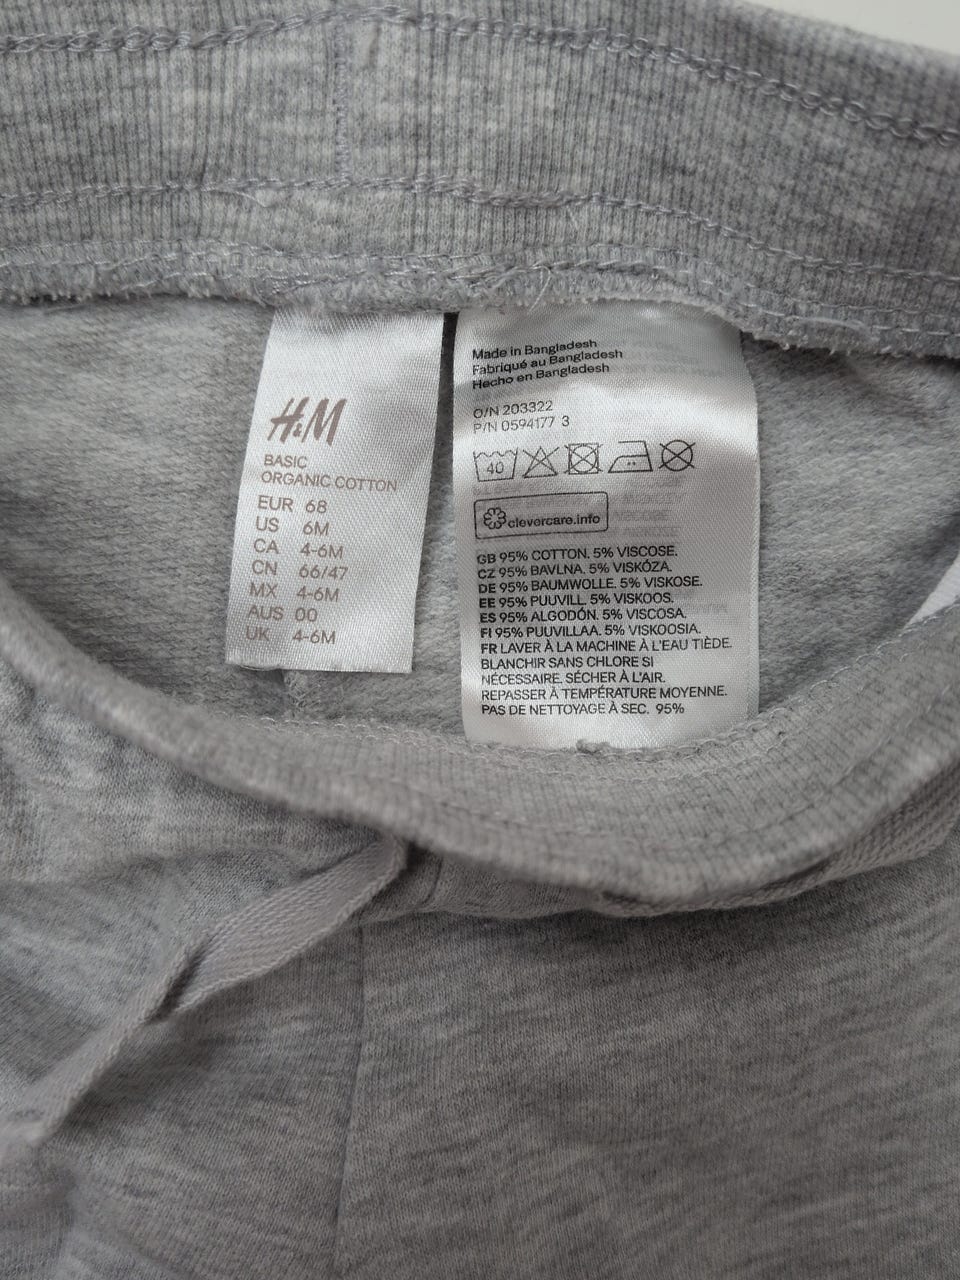 H&M
BASIC
ORGANIC COTTON
EUR 68
US 6M
CA 4-6M
CN 66/47
MX 4-6M
AUS 00
UK 4-6M
Made in Bangladesh
Fabriqué au Bangladesh
Hecho en Bangladesh
O/N 203322
P/N 0594177 3
40
clevercare.info
GB 95% COTTON. 5% VISCOSE.
CZ 95% BAVLNA. 5% VISKÓZA.
DE 95% BAUMWOLLE. 5% VISKOSE.
EE 95% PUUVILL. 5% VISKOOS.
ES 95% ALGODÓN. 5% VISCOSA.
FI 95% PUUVILLAA. 5% VISKOOSIA.
FR LAVER À LA MACHINE À L'EAU TIÈDE.
BLANCHIR SANS CHLORE SI
NÉCESSAIRE. SÉCHER À L'AIR.
REPASSER À TEMPÉRATURE MOYENNE.
PAS DE NETTOYAGE À SEC. 95%